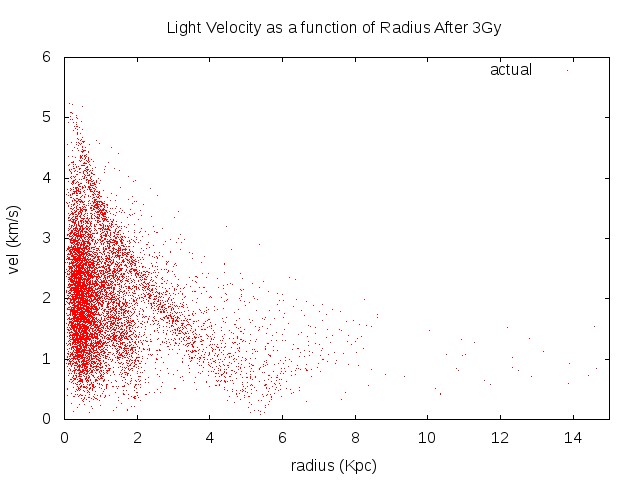 Light Velocity as a function of Radius After 3Gy
actual
6
5
4
3
2
1
0
vel (km/s)
0 2 4 6 8 10 12 14
radius (Kpc)